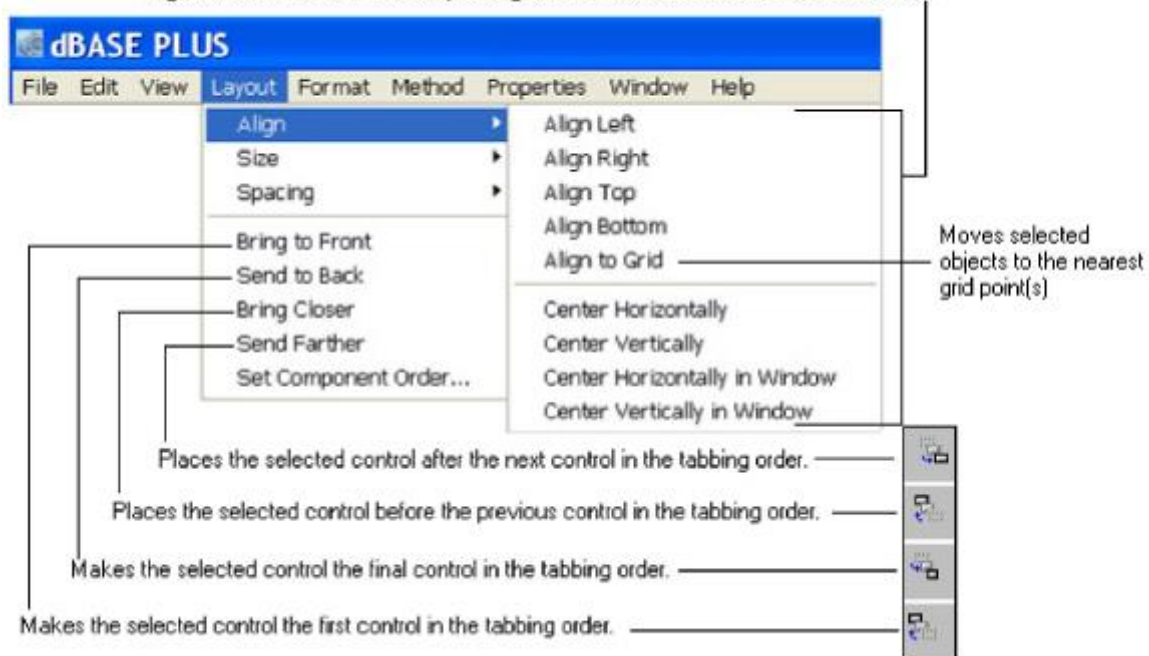 dBASE PLUS
File Edit View Layout Format Method Properties Window Help
Align
Size
Spacing
Bring to Front
Send to Back
Bring Closer
Send Farther
Set Component Order...
Align Left
Align Right
Align Top
Align Bottom
Align to Grid
Center Horizontally
Center Vertically
Center Horizontally in Window
Center Vertically in Window
Moves selected
objects to the nearest
grid point(s)
Places the selected control after the next control in the tabbing order.
Places the selected control before the previous control in the tabbing order.
Makes the selected control the final control in the tabbing order.
Makes the selected control the first control in the tabbing order.